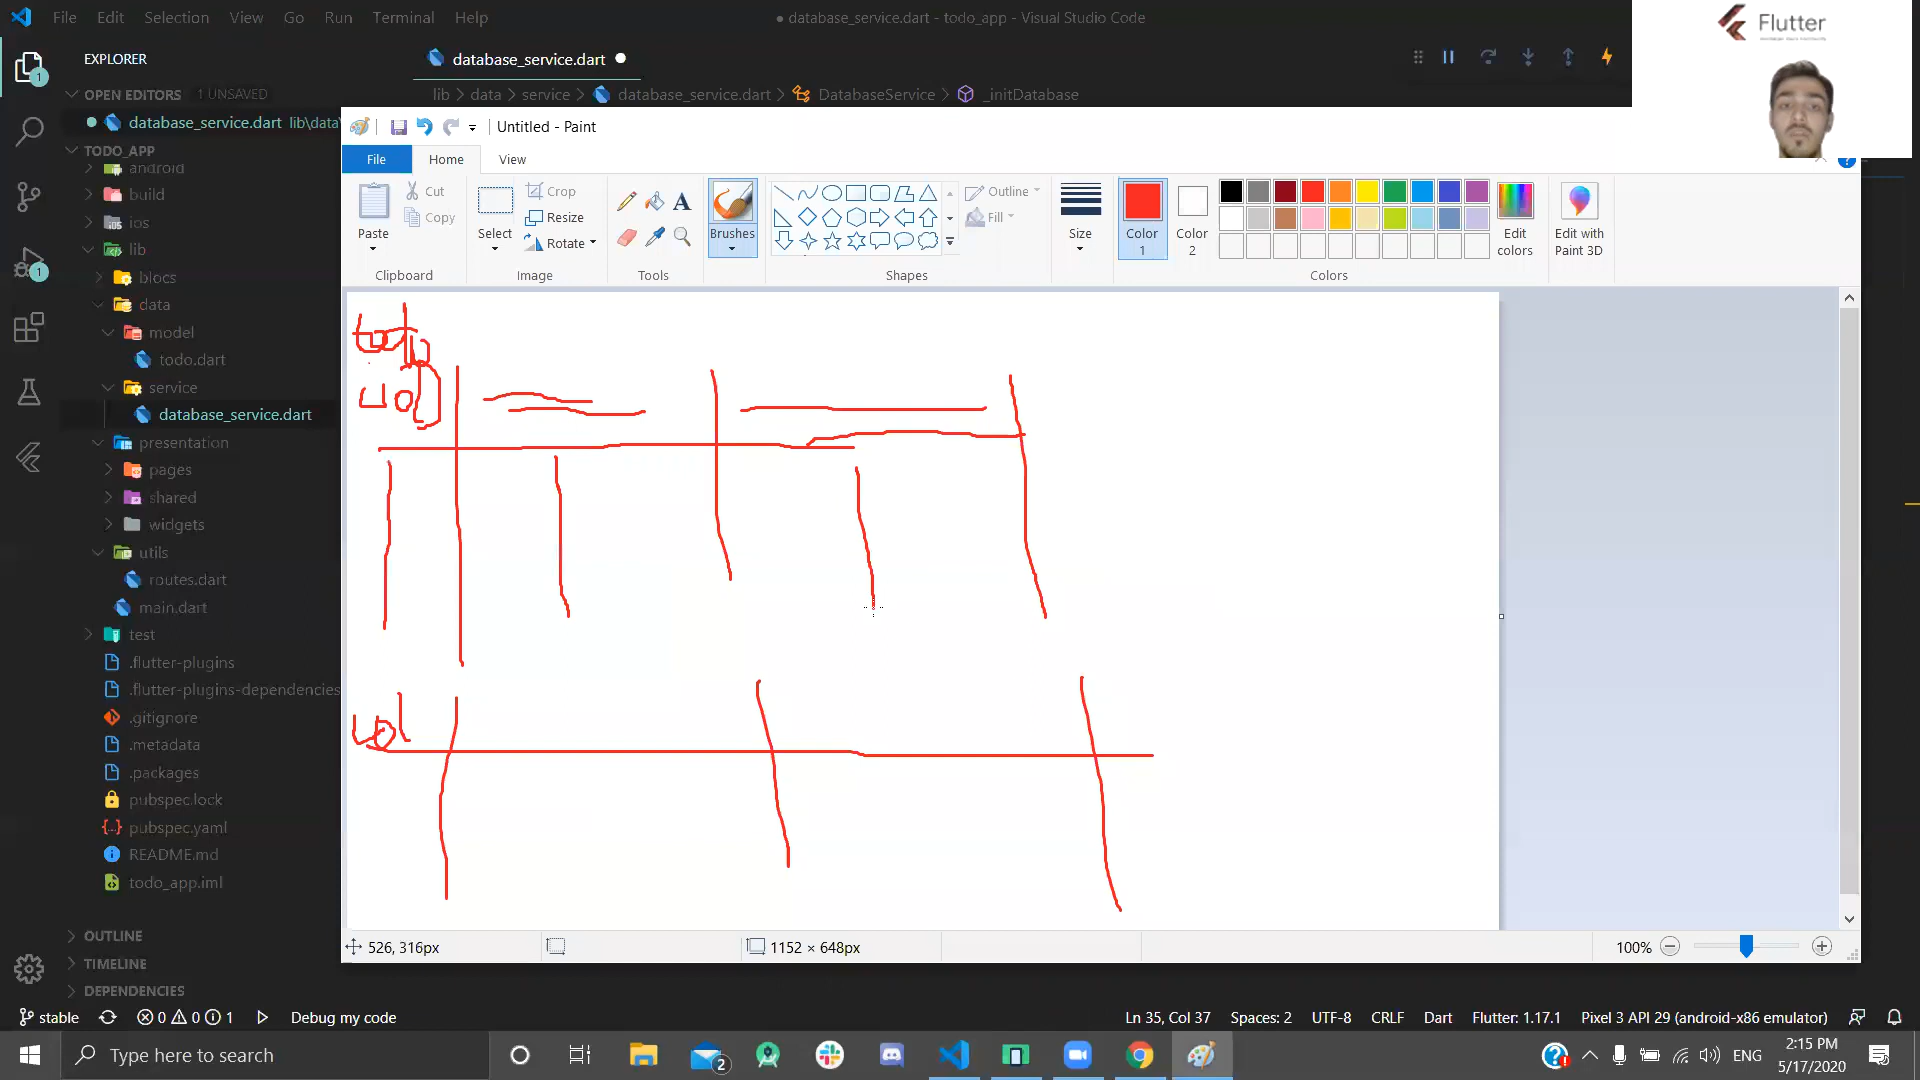 File Edit Selection View Go Run Terminal Help
● database_service.dart - todo_app - Visual Studio Code
Flutter
EXPLORER
database_service.dart
OPEN EDITORS 1 UNSAVED
lib > data > service > database_service.dart > DatabaseService > _initDatabase
database_service.dart lib\data\
TODO_APP
android
build
ios
lib
blocs
data
model
todo.dart
service
database_service.dart
presentation
pages
shared
widgets
utils
routes.dart
main.dart
test
.flutter-plugins
.flutter-plugins-dependencies
.gitignore
.metadata
.packages
pubspec.lock
pubspec.yaml
README.md
todo_app.iml
OUTLINE
TIMELINE
DEPENDENCIES
1
1
Untitled - Paint
File Home View
Paste
Cut
Copy
Clipboard
Select
Crop
Resize
Rotate
Image
A
Tools
Brushes
Outline
Fill
Shapes
Size
Color 1
Color 2
Edit colors
Colors
Edit with Paint 3D
todo
526, 316px
1152 × 648px
100%
stable
0 0 1
Debug my code
Ln 35, Col 37
Spaces: 2
UTF-8
CRLF
Dart
Flutter: 1.17.1
Pixel 3 API 29 (android-x86 emulator)
Type here to search
2
ENG
2:15 PM
5/17/2020